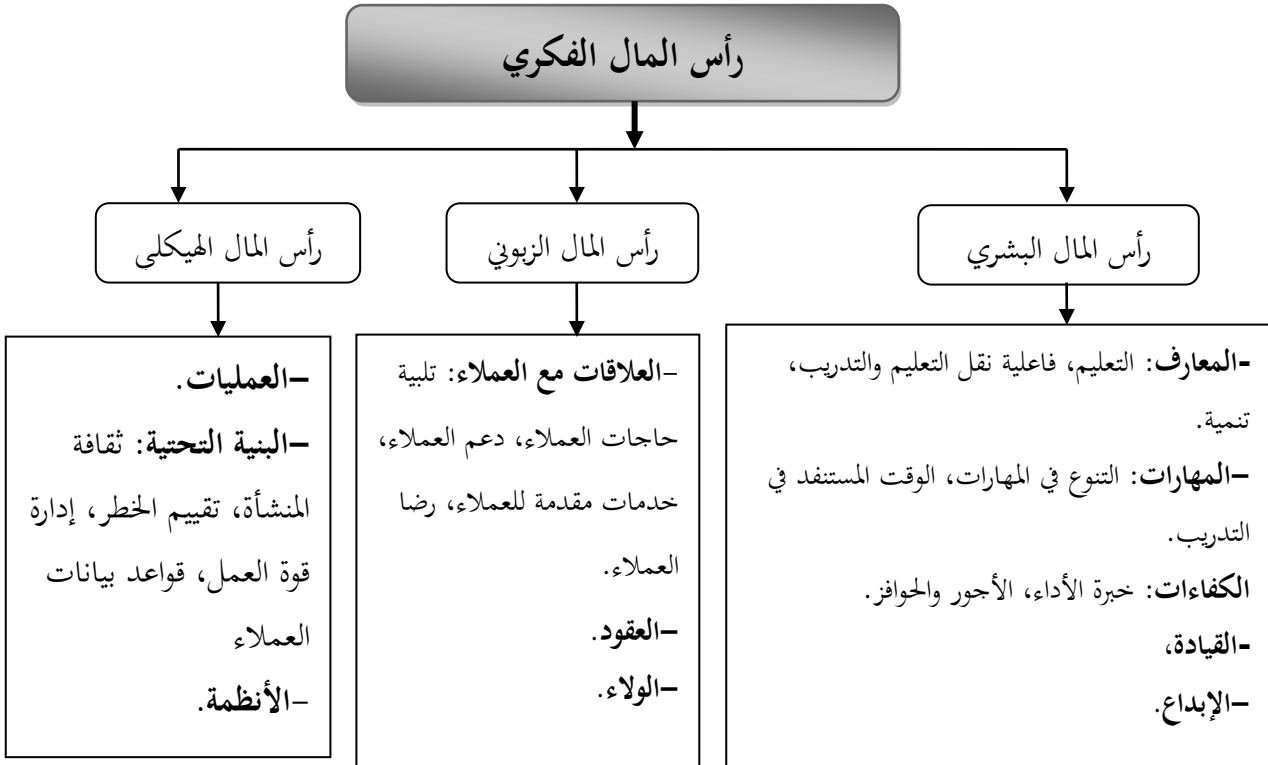 رأس المال الفكري
رأس المال البشري
رأس المال الزبوني
رأس المال الهيكلي
-المعارف: التعليم، فاعلية نقل التعليم والتدريب،
تنمية.
–المهارات: التنوع في المهارات، الوقت المستنفد في
التدريب.
الكفاءات: خبرة الأداء، الأجور والحوافز.
-القيادة،
–الإبداع.
–العلاقات مع العملاء: تلبية
حاجات العملاء، دعم العملاء،
خدمات مقدمة للعملاء، رضا
العملاء.
–العقود.
–الولاء.
–العمليات.
–البنية التحتية: ثقافة
المنشأة، تقييم الخطر، إدارة
قوة العمل، قواعد بيانات
العملاء
–الأنظمة.